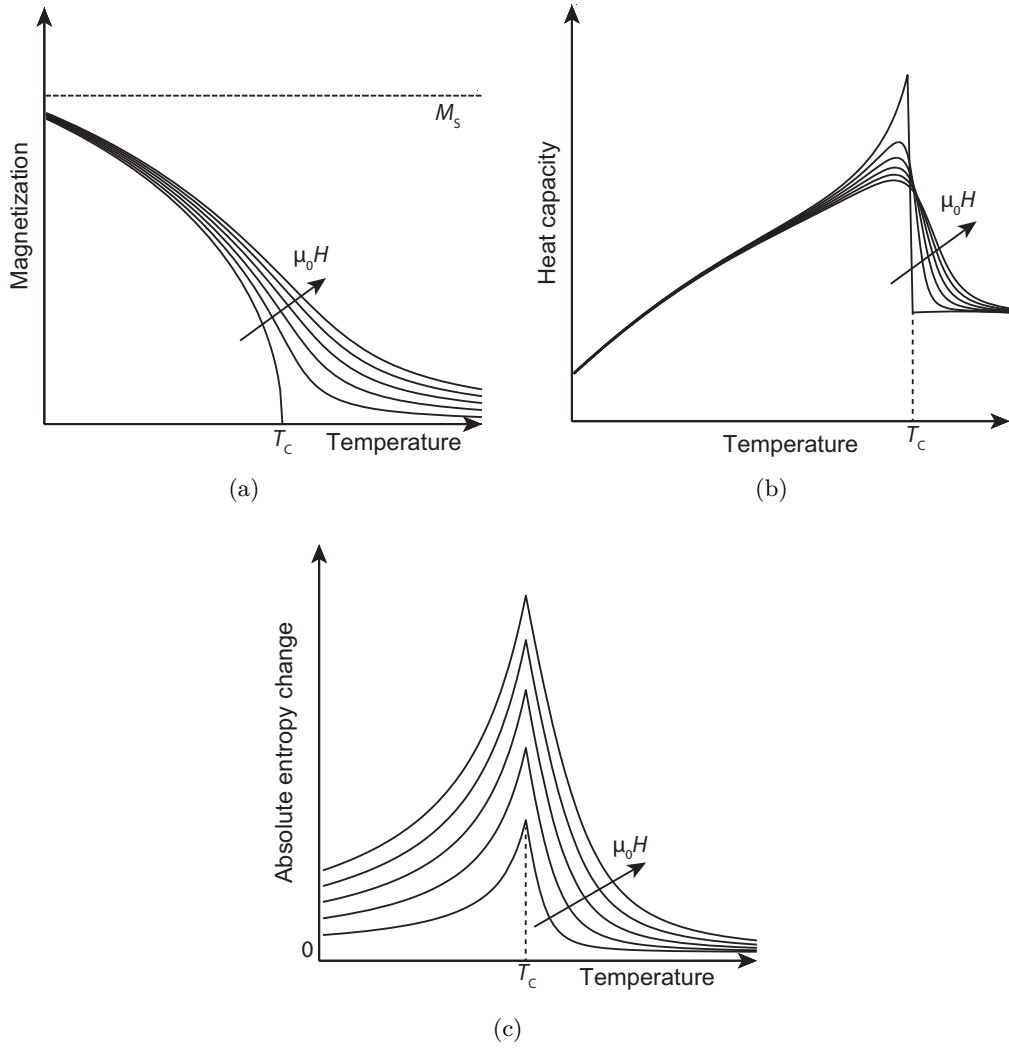 Magnetization
M_S
μ₀H
T_C
Temperature
(a)
Heat capacity
μ₀H
T_C
Temperature
(b)
Absolute entropy change
μ₀H
0
T_C
Temperature
(c)